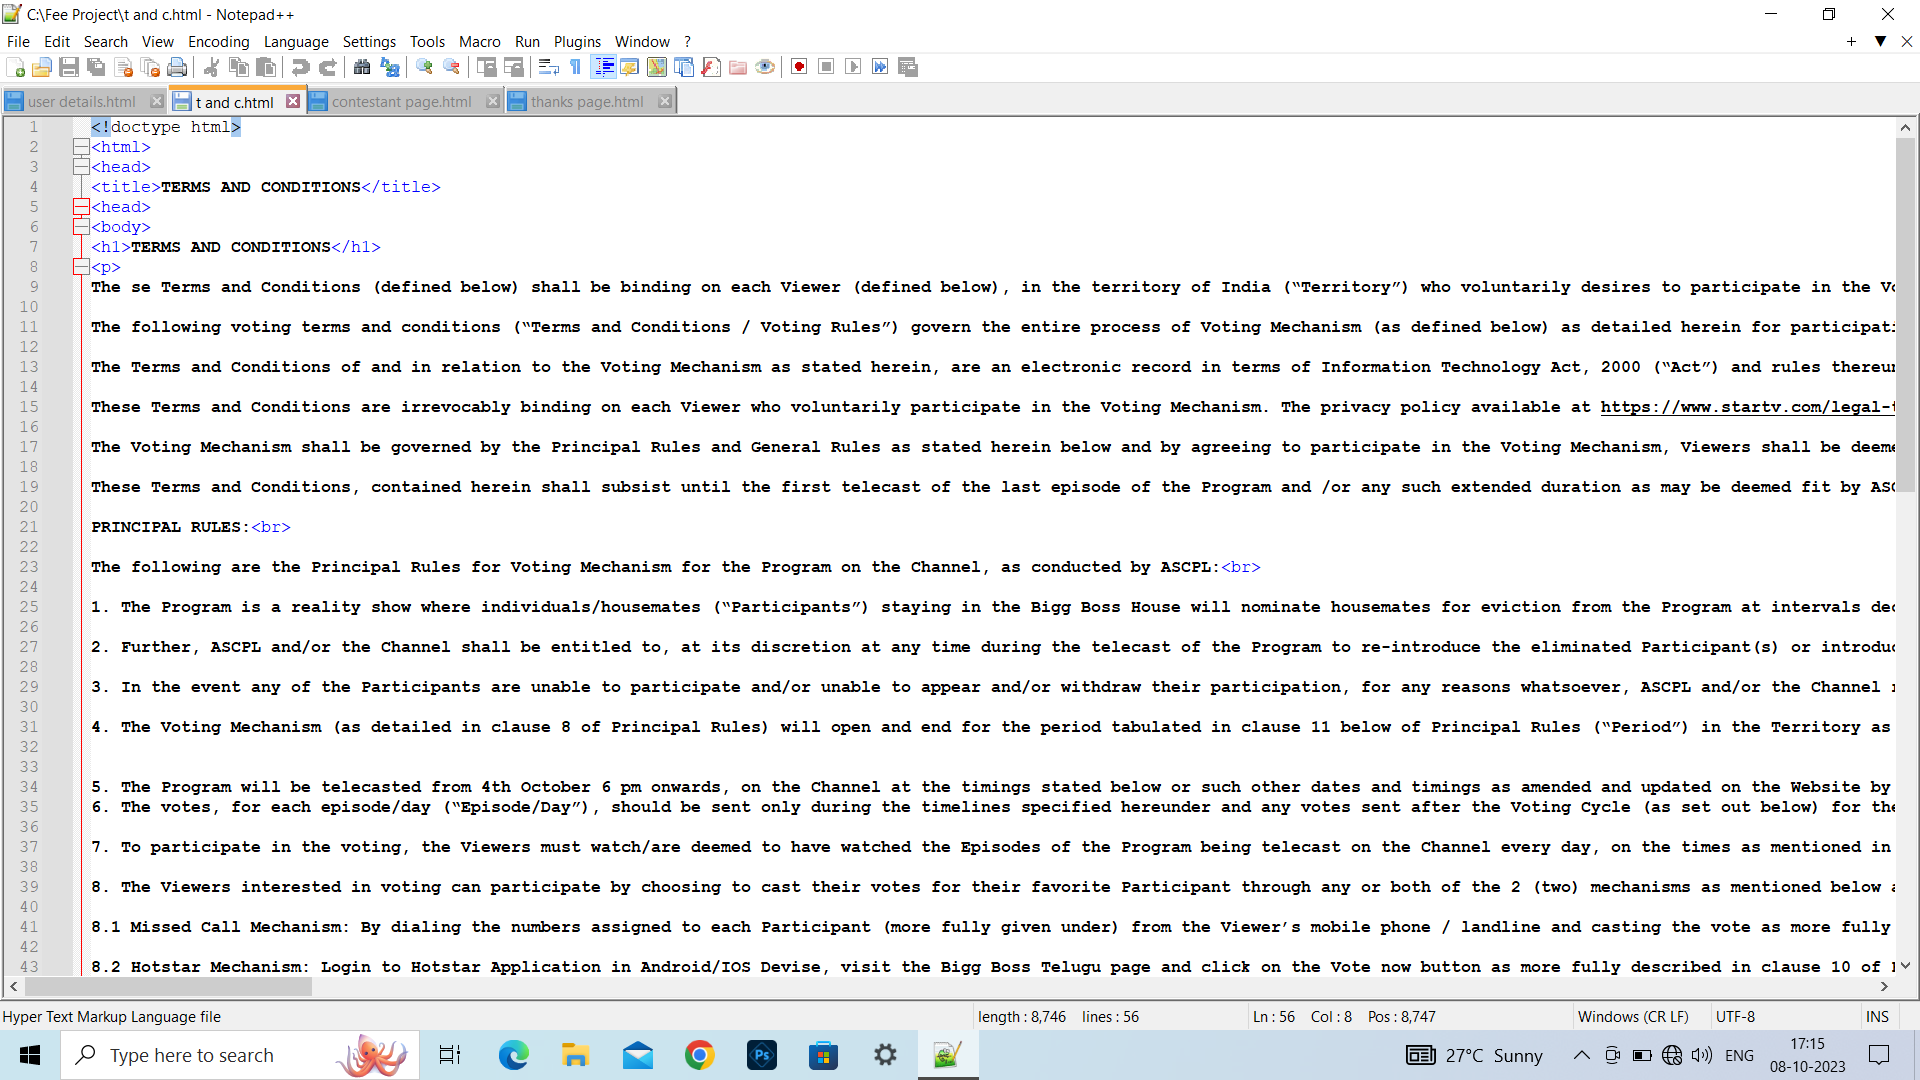 C:\Fee Project\t and c.html - Notepad++
File Edit Search View Encoding Language Settings Tools Macro Run Plugins Window ?
user details.html t and c.html contestant page.html thanks page.html
1 <!doctype html>
2 <html>
3 <head>
4 <title>TERMS AND CONDITIONS</title>
5 <head>
6 <body>
7 <h1>TERMS AND CONDITIONS</h1>
8 <p>
9 The se Terms and Conditions (defined below) shall be binding on each Viewer (defined below), in the territory of India (“Territory”) who voluntarily desires to participate in the
10
11 The following voting terms and conditions (“Terms and Conditions / Voting Rules”) govern the entire process of Voting Mechanism (as defined below) as detailed herein for
12
13 The Terms and Conditions of and in relation to the Voting Mechanism as stated herein, are an electronic record in terms of Information Technology Act, 2000 (“Act”) and rules
14
15 These Terms and Conditions are irrevocably binding on each Viewer who voluntarily participate in the Voting Mechanism. The privacy policy available at https://www.startv.com/legal-
16
17 The Voting Mechanism shall be governed by the Principal Rules and General Rules as stated herein below and by agreeing to participate in the Voting Mechanism, Viewers shall be
18
19 These Terms and Conditions, contained herein shall subsist until the first telecast of the last episode of the Program and /or any such extended duration as may be deemed fit by
20
21 PRINCIPAL RULES:<br>
22
23 The following are the Principal Rules for Voting Mechanism for the Program on the Channel, as conducted by ASCPL:<br>
24
25 1. The Program is a reality show where individuals/housemates (“Participants”) staying in the Bigg Boss House will nominate housemates for eviction from the Program at intervals
26
27 2. Further, ASCPL and/or the Channel shall be entitled to, at its discretion at any time during the telecast of the Program to re-introduce the eliminated Participant(s) or
28
29 3. In the event any of the Participants are unable to participate and/or unable to appear and/or withdraw their participation, for any reasons whatsoever, ASCPL and/or the Channel
30
31 4. The Voting Mechanism (as detailed in clause 8 of Principal Rules) will open and end for the period tabulated in clause 11 below of Principal Rules (“Period”) in the Territory as
32
33
34 5. The Program will be telecasted from 4th October 6 pm onwards, on the Channel at the timings stated below or such other dates and timings as amended and updated on the Website by
35 6. The votes, for each episode/day (“Episode/Day”), should be sent only during the timelines specified hereunder and any votes sent after the Voting Cycle (as set out below) for
36
37 7. To participate in the voting, the Viewers must watch/are deemed to have watched the Episodes of the Program being telecast on the Channel every day, on the times as mentioned in
38
39 8. The Viewers interested in voting can participate by choosing to cast their votes for their favorite Participant through any or both of the 2 (two) mechanisms as mentioned below
40
41 8.1 Missed Call Mechanism: By dialing the numbers assigned to each Participant (more fully given under) from the Viewer’s mobile phone / landline and casting the vote as more fully
42
43 8.2 Hotstar Mechanism: Login to Hotstar Application in Android/IOS Devise, visit the Bigg Boss Telugu page and click on the Vote now button as more fully described in clause 10 of
Hyper Text Markup Language file length : 8,746 lines : 56 Ln : 56 Col : 8 Pos : 8,747 Windows (CR LF) UTF-8 INS
Type here to search Ps 27°C Sunny ENG 17:15
08-10-2023